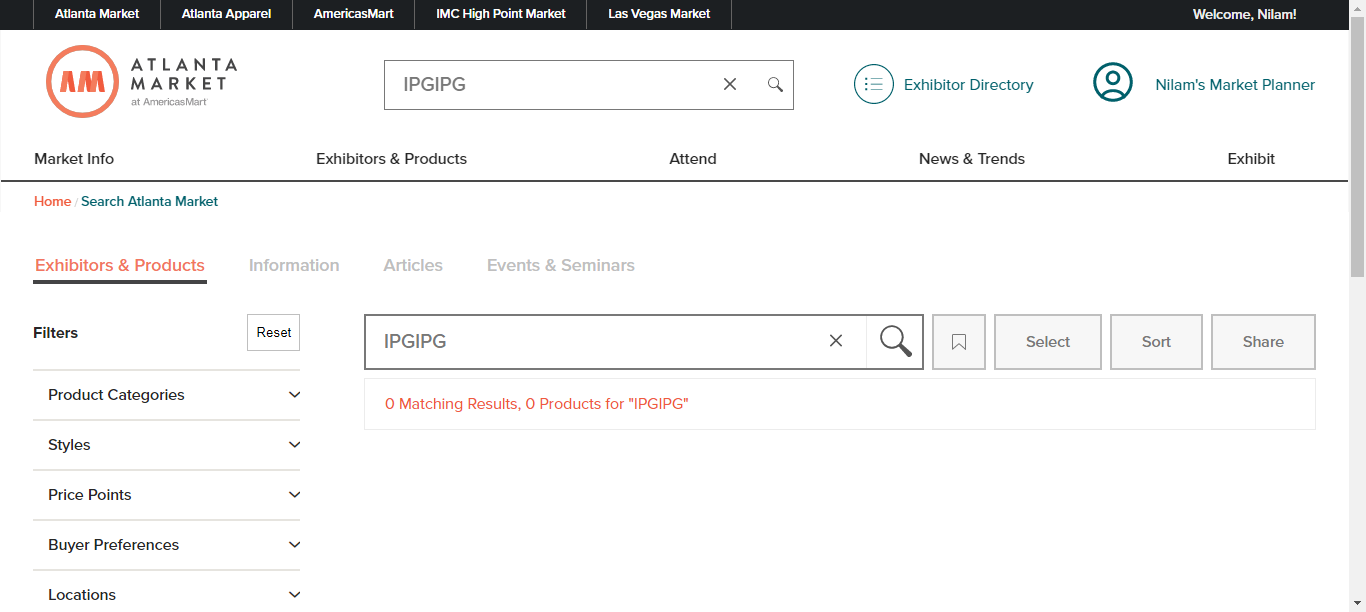 Atlanta Market Atlanta Apparel AmericasMart IMC High Point Market Las Vegas Market Welcome, Nilam!
AM ATLANTA
MARKET
at AmericasMart
IPGIPG
Exhibitor Directory
Nilam's Market Planner
Market Info Exhibitors & Products Attend News & Trends Exhibit
Home / Search Atlanta Market
Exhibitors & Products Information Articles Events & Seminars
Filters Reset
IPGIPG Select Sort Share
0 Matching Results, 0 Products for "IPGIPG"
Product Categories
Styles
Price Points
Buyer Preferences
Locations